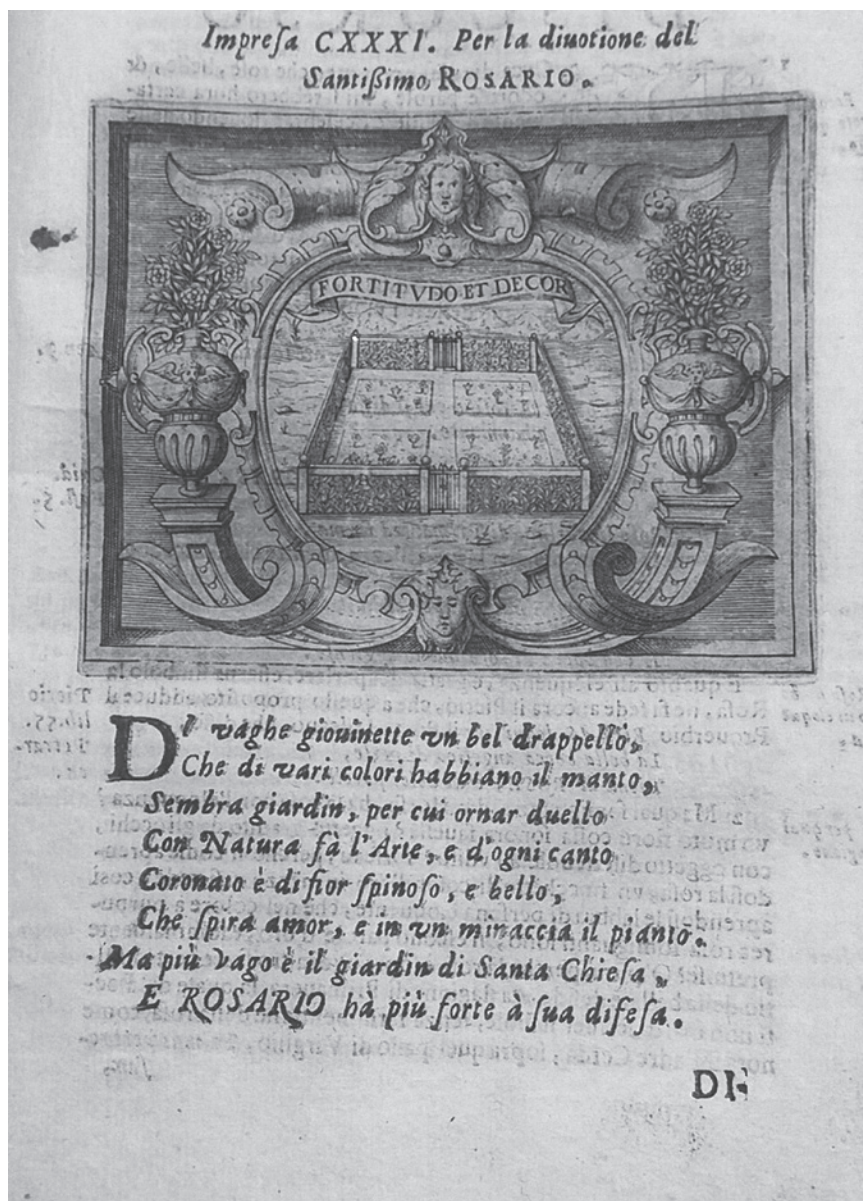 Impreſa CXXXI. Per la diuotione del
Santißimo ROSARIO.
FORTITVDO ET DECOR
DI vaghe giouinette vn bel drappello,
Che di vari colori habbiano il manto,
Sembra giardin, per cui ornar duello
Con Natura fà l'Arte, e d'ogni canto
Coronato è di fior ſpinoſo, e bello,
Che ſpira amor, e in vn minaccia il pianto.
Ma più vago è il giardin di Santa Chieſa,
E ROSARIO hà più forte à ſua difeſa.
DI-